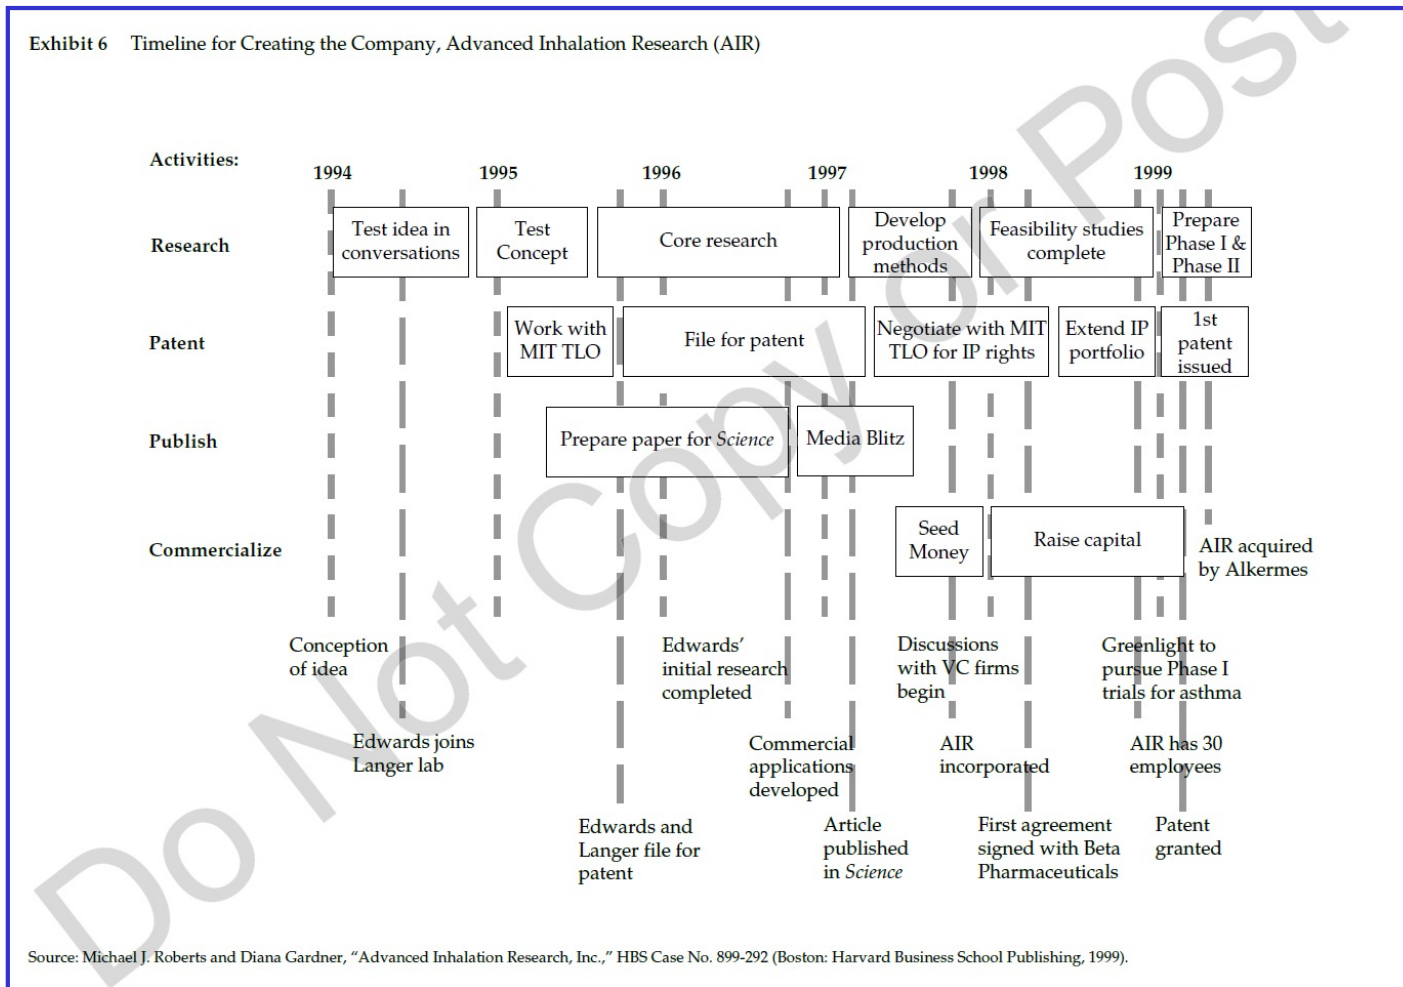 Exhibit 6 Timeline for Creating the Company, Advanced Inhalation Research (AIR)
Activities:
1994 1995 1996 1997 1998 1999
Research
Test idea in
conversations
Test
Concept
Core research
Develop
production
methods
Feasibility studies
complete
Prepare
Phase I &
Phase II
Patent
Work with
MIT TLO
File for patent
Negotiate with MIT
TLO for IP rights
Extend IP
portfolio
1st
patent
issued
Publish
Prepare paper for Science
Media Blitz
Commercialize
Seed
Money
Raise capital
AIR acquired
by Alkermes
Conception
of idea
Edwards'
initial research
completed
Discussions
with VC firms
begin
Greenlight to
pursue Phase I
trials for asthma
Edwards joins
Langer lab
Commercial
applications
developed
AIR
incorporated
AIR has 30
employees
Edwards and
Langer file for
patent
Article
published
in Science
First agreement
signed with Beta
Pharmaceuticals
Patent
granted
Source: Michael J. Roberts and Diana Gardner, "Advanced Inhalation Research, Inc.," HBS Case No. 899-292 (Boston: Harvard Business School Publishing, 1999).
Do Not Copy or Post